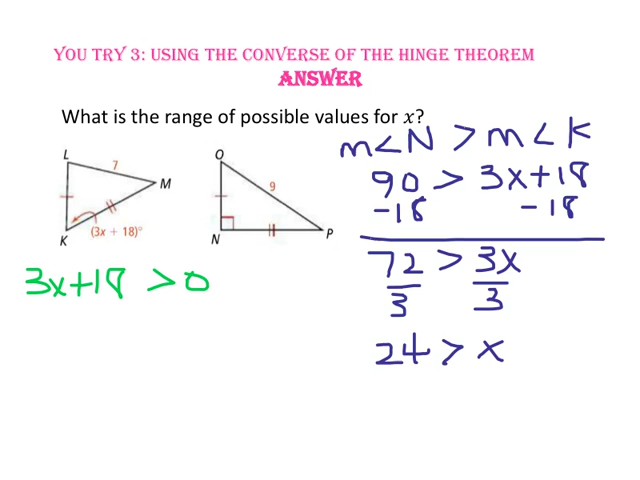 YOU TRY 3: USING THE CONVERSE OF THE HINGE THEOREM
ANSWER
What is the range of possible values for x?
m<N > m<K
L
7
M
K
(3x + 18)°
O
9
N
P
90 > 3x+18
-18 -18
3x+18 >0
72 > 3x
3 3
24 > x